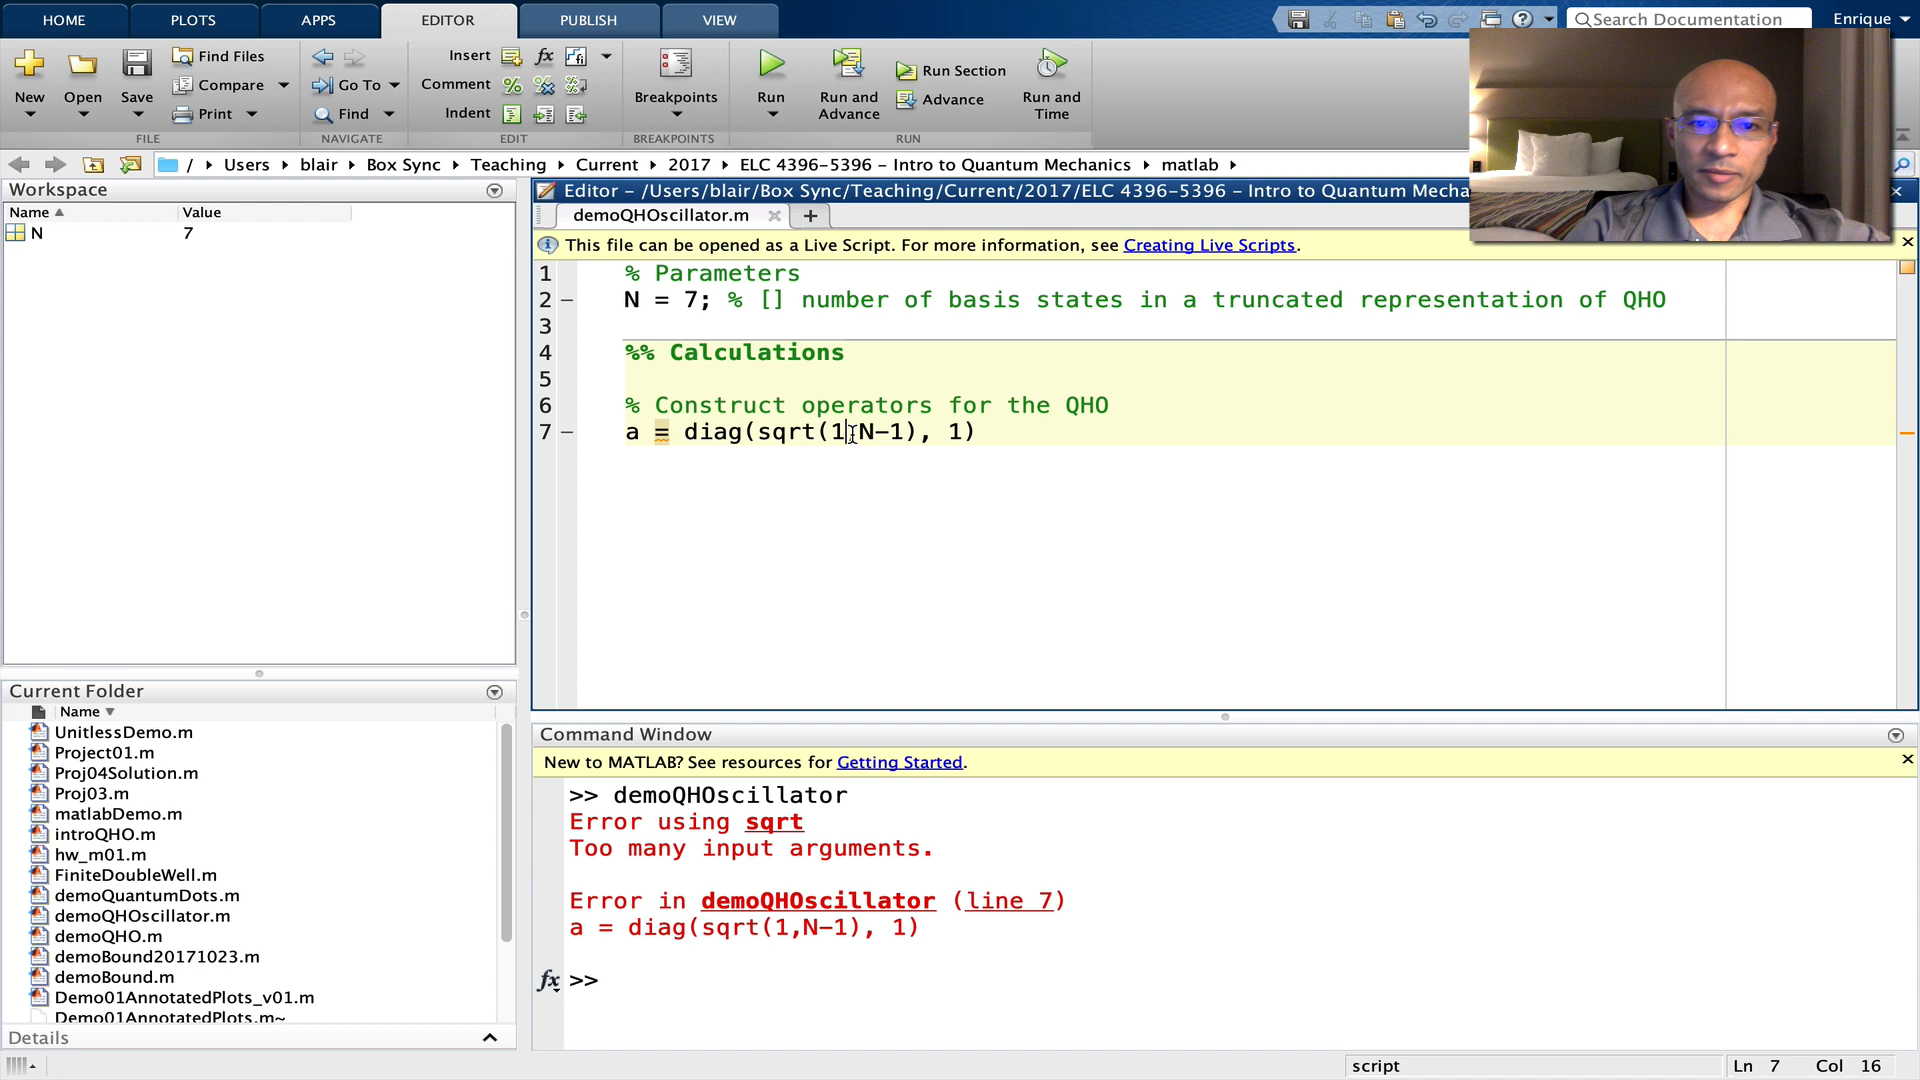 HOME PLOTS APPS EDITOR PUBLISH VIEW
Search Documentation Enrique
New Open Save Find Files Compare Print
FILE
Go To Find
NAVIGATE
Insert fx
Comment
Indent
EDIT
Breakpoints
BREAKPOINTS
Run Run and Advance Run Section Advance Run and Time
RUN
/ Users blair Box Sync Teaching Current 2017 ELC 4396-5396 - Intro to Quantum Mechanics matlab
Workspace
Name Value
N 7
Editor - /Users/blair/Box Sync/Teaching/Current/2017/ELC 4396-5396 - Intro to Quantum Mecha
demoQHOscillator.m
This file can be opened as a Live Script. For more information, see Creating Live Scripts.
1 % Parameters
2 - N = 7; % [] number of basis states in a truncated representation of QHO
3
4 %% Calculations
5
6 % Construct operators for the QHO
7 - a = diag(sqrt(1 N-1), 1)
Current Folder
Name
UnitlessDemo.m
Project01.m
Proj04Solution.m
Proj03.m
matlabDemo.m
introQHO.m
hw_m01.m
FiniteDoubleWell.m
demoQuantumDots.m
demoQHOscillator.m
demoQHO.m
demoBound20171023.m
demoBound.m
Demo01AnnotatedPlots_v01.m
Demo01AnnotatedPlots.m~
Details
Command Window
New to MATLAB? See resources for Getting Started.
>> demoQHOscillator
Error using sqrt
Too many input arguments.
Error in demoQHOscillator (line 7)
a = diag(sqrt(1,N-1), 1)
fx >>
script Ln 7 Col 16